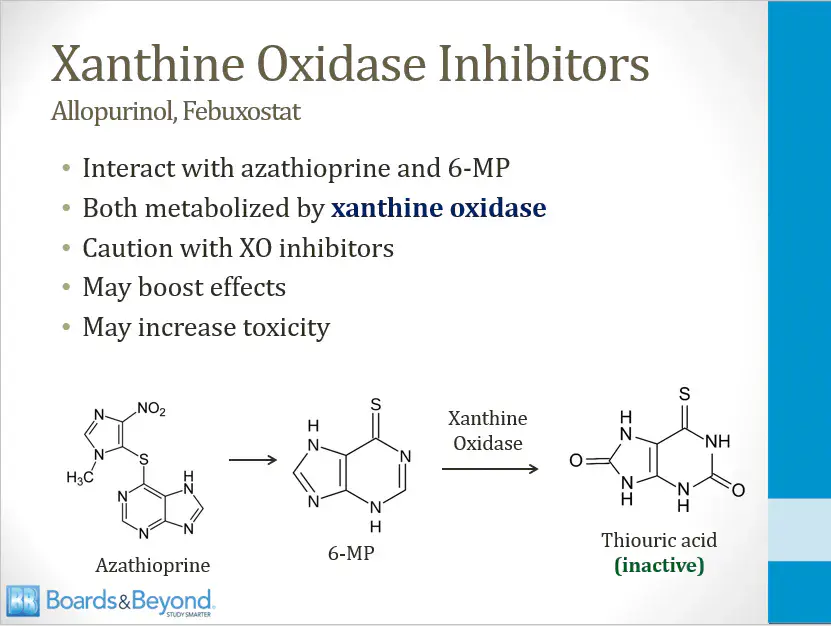 Xanthine Oxidase Inhibitors
Allopurinol, Febuxostat
• Interact with azathioprine and 6-MP
• Both metabolized by xanthine oxidase
• Caution with XO inhibitors
• May boost effects
• May increase toxicity
N
NO2
N
S
H3C
N
H
N
N
N
Azathioprine
S
H
N
N
N
N
H
6-MP
Xanthine
Oxidase
S
H
N
NH
O
N
H
N
H
O
Thiouric acid
(inactive)
BB Boards&Beyond.
STUDY SMARTER